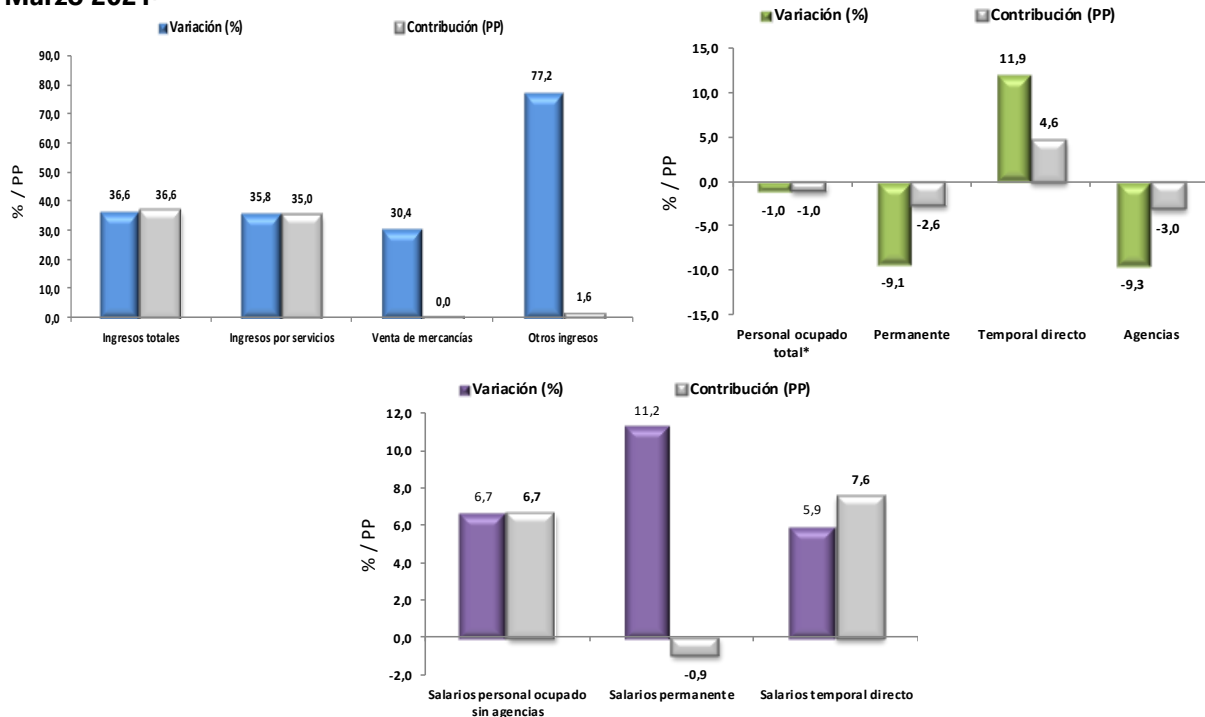 Marzo 2021
Variación (%) Contribución (PP)
% / PP
90,0
80,0
70,0
60,0
50,0
40,0
30,0
20,0
10,0
0,0
36,6 36,6 35,8 35,0 30,4 0,0 77,2 1,6
Ingresos totales Ingresos por servicios Venta de mercancías Otros ingresos
Variación (%) Contribución (PP)
% / PP
15,0
10,0
5,0
0,0
-5,0
-10,0
-15,0
-1,0 -1,0 -9,1 -2,6 11,9 4,6 -9,3 -3,0
Personal ocupado Permanente Temporal directo Agencias
total*
Variación (%) Contribución (PP)
% / PP
12,0
10,0
8,0
6,0
4,0
2,0
0,0
-2,0
6,7 6,7 11,2 -0,9 5,9 7,6
Salarios personal ocupado Salarios permanente Salarios temporal directo
sin agencias